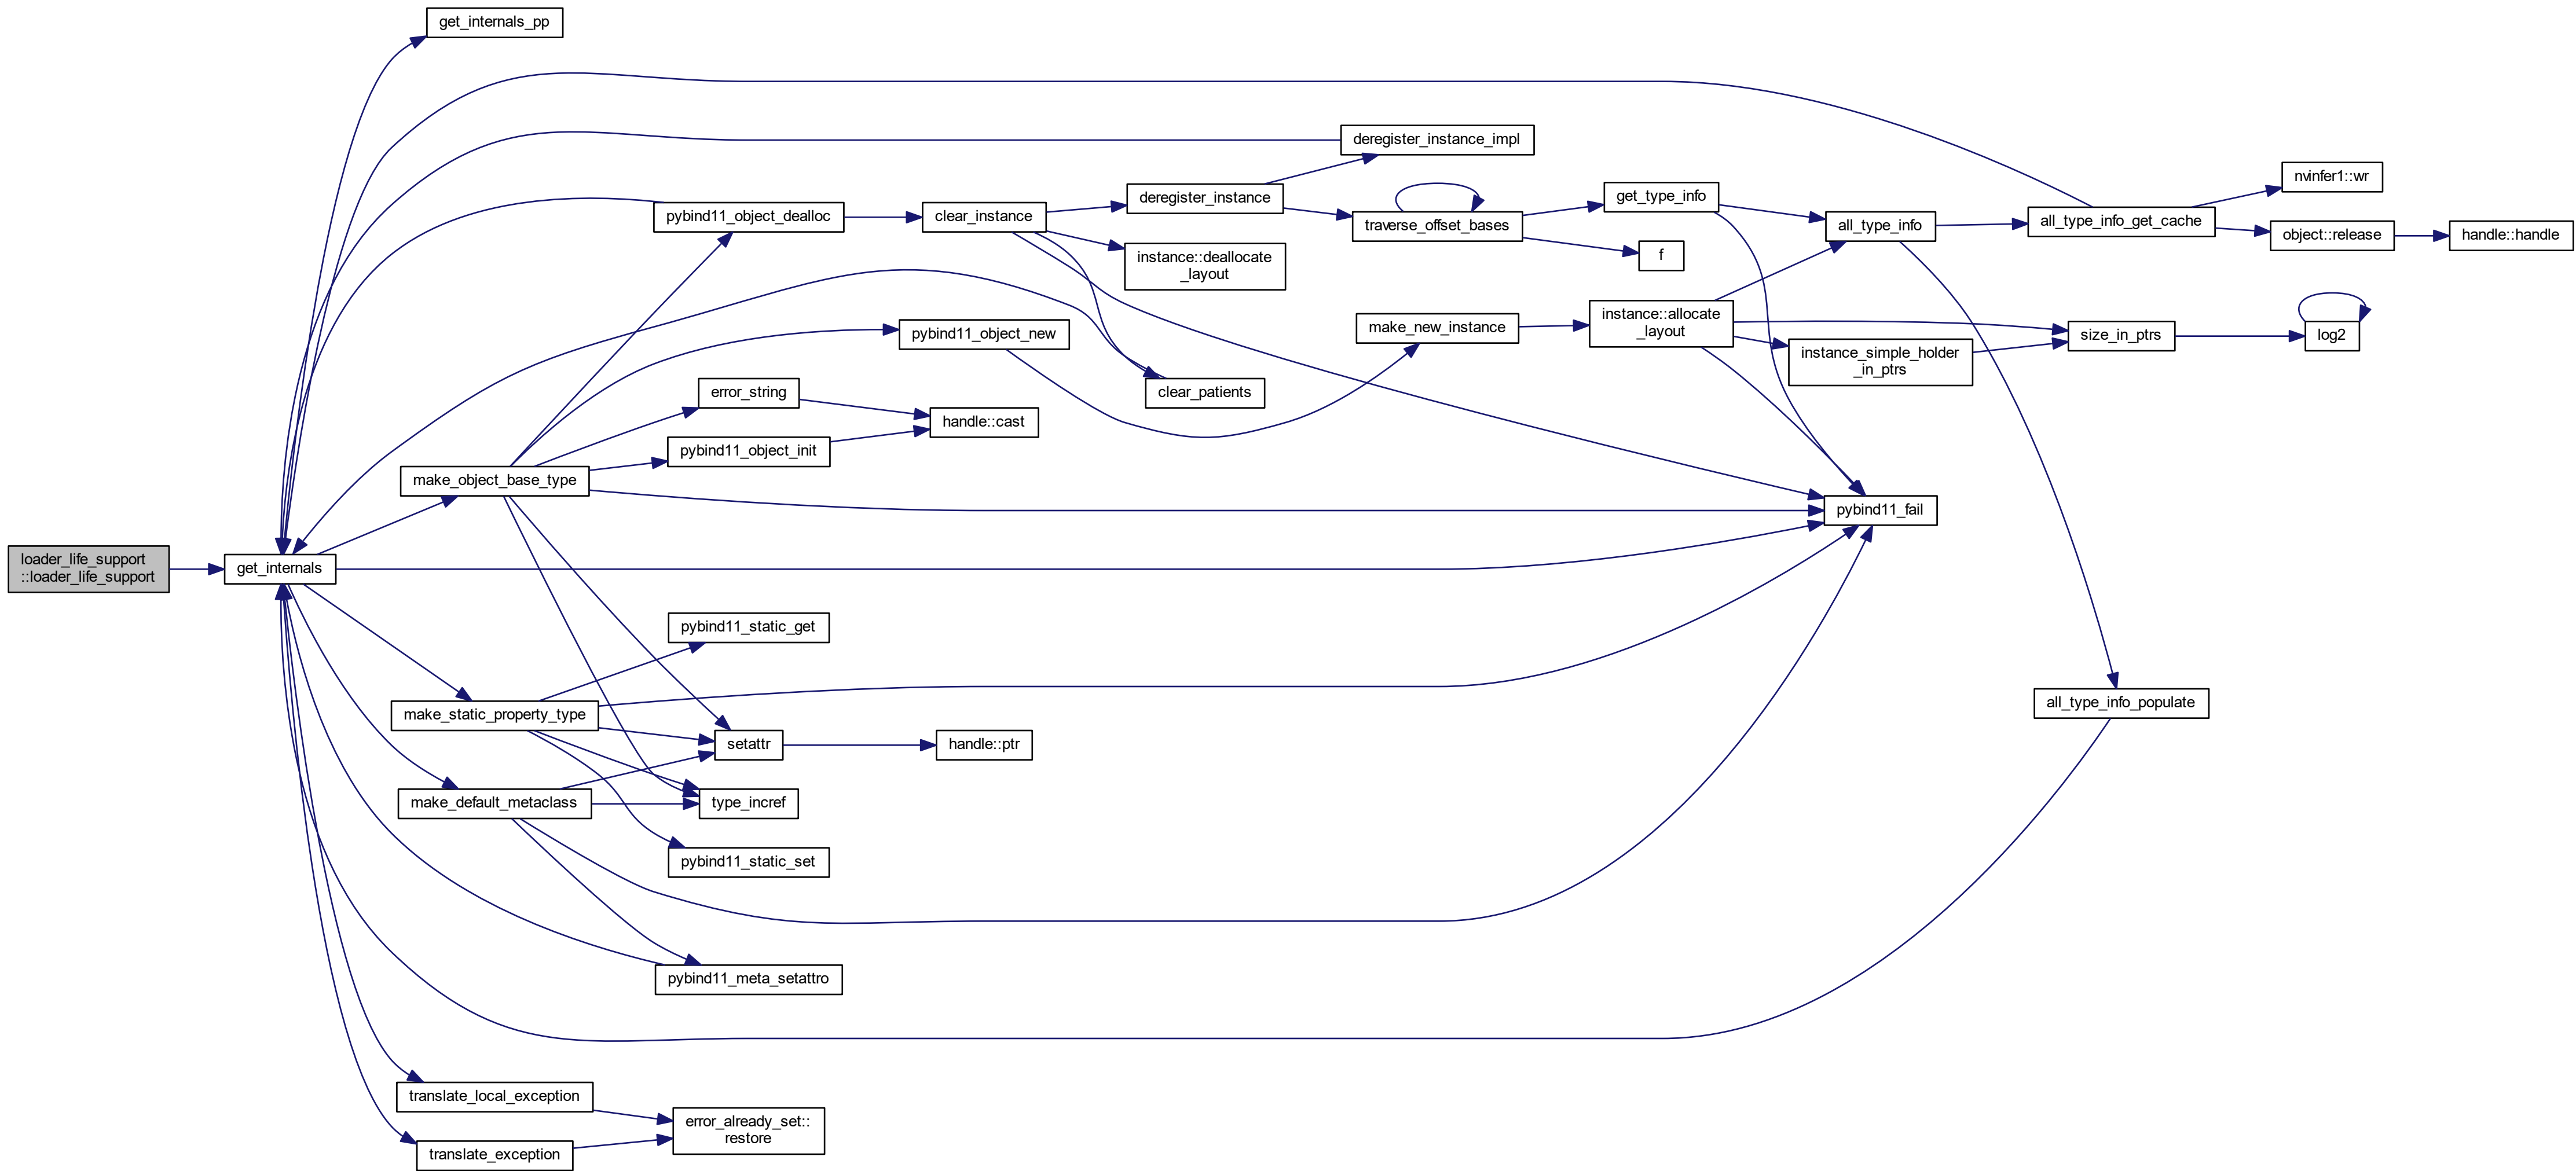 get_internals_pp
deregister_instance_impl
nvinfer1::wr
deregister_instance
get_type_info
pybind11_object_dealloc
clear_instance
traverse_offset_bases
all_type_info
all_type_info_get_cache
object::release
handle::handle
f
instance::deallocate
_layout
instance::allocate
_layout
make_new_instance
pybind11_object_new
size_in_ptrs
log2
instance_simple_holder
_in_ptrs
error_string
clear_patients
handle::cast
pybind11_object_init
make_object_base_type
pybind11_fail
loader_life_support
::loader_life_support
get_internals
pybind11_static_get
all_type_info_populate
make_static_property_type
setattr
handle::ptr
make_default_metaclass
type_incref
pybind11_static_set
pybind11_meta_setattro
translate_local_exception
error_already_set::
restore
translate_exception